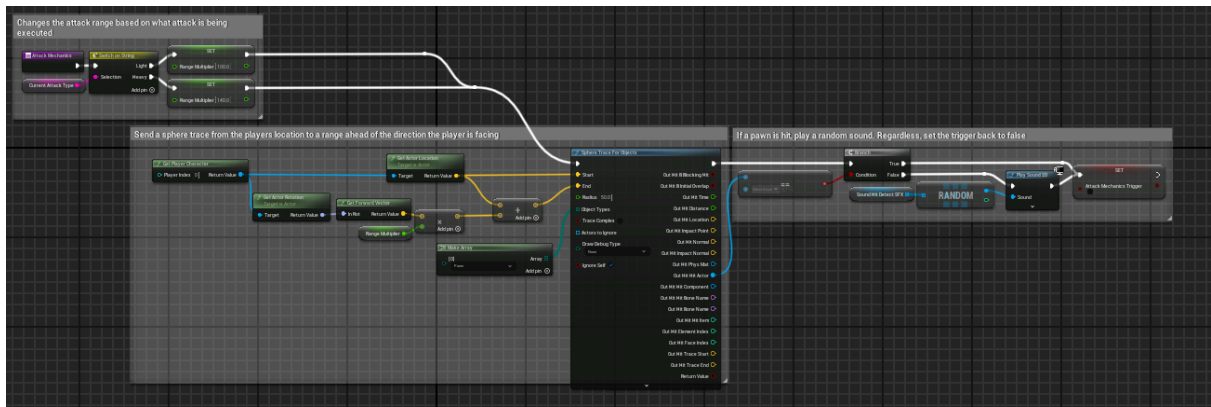 Changes the attack range based on what attack is being
executed
Attack Mechanics
Switch on String
SET
Light
Range Multiplier
Selection
Heavy
Current Attack Type
Add pin
SET
Range Multiplier
Send a sphere trace from the players location to a range ahead of the direction the player is facing
If a pawn is hit, play a random sound. Regardless, set the trigger back to false
Get Player Character
Player Index
Return Value
Get Actor Location
Target is Actor
Target
Return Value
Get Actor Rotation
Target is Actor
Target
Return Value
Get Forward Vector
In Rot
Return Value
Range Multiplier
×
Add pin
+
Add pin
Make Array
[0]
Pawn
Array
Add pin
Sphere Trace For Objects
Start
Out Hit Blocking Hit
End
Out Hit Initial Overlap
Radius
Out Hit Time
Object Types
Out Hit Distance
Trace Complex
Out Hit Location
Actors to Ignore
Out Hit Impact Point
Draw Debug Type
Out Hit Normal
None
Out Hit Impact Normal
Ignore Self
Out Hit Phys Mat
Out Hit Hit Actor
Out Hit Hit Component
Out Hit Hit Bone Name
Out Hit Bone Name
Out Hit Hit Item
Out Hit Element Index
Out Hit Face Index
Out Hit Trace Start
Out Hit Trace End
Return Value
==
Branch
True
Condition
False
Sound Hit Detect SFX
RANDOM
Play Sound 2D
Sound
SET
Attack Mechanics Trigger